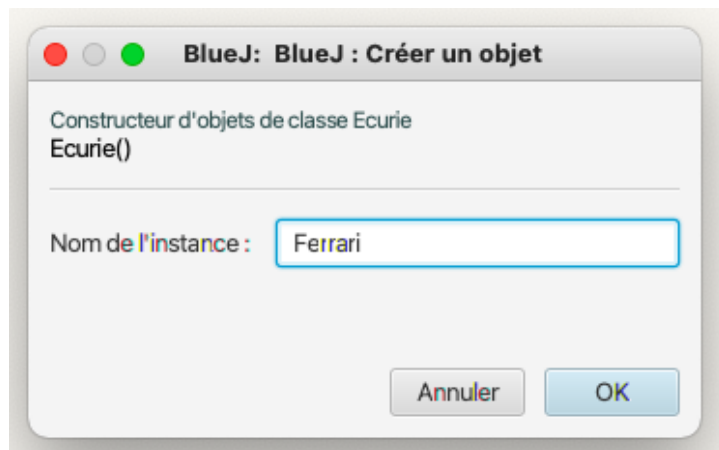 BlueJ: BlueJ : Créer un objet
Constructeur d'objets de classe Ecurie
Ecurie()
Nom de l'instance :
Ferrari
Annuler
OK